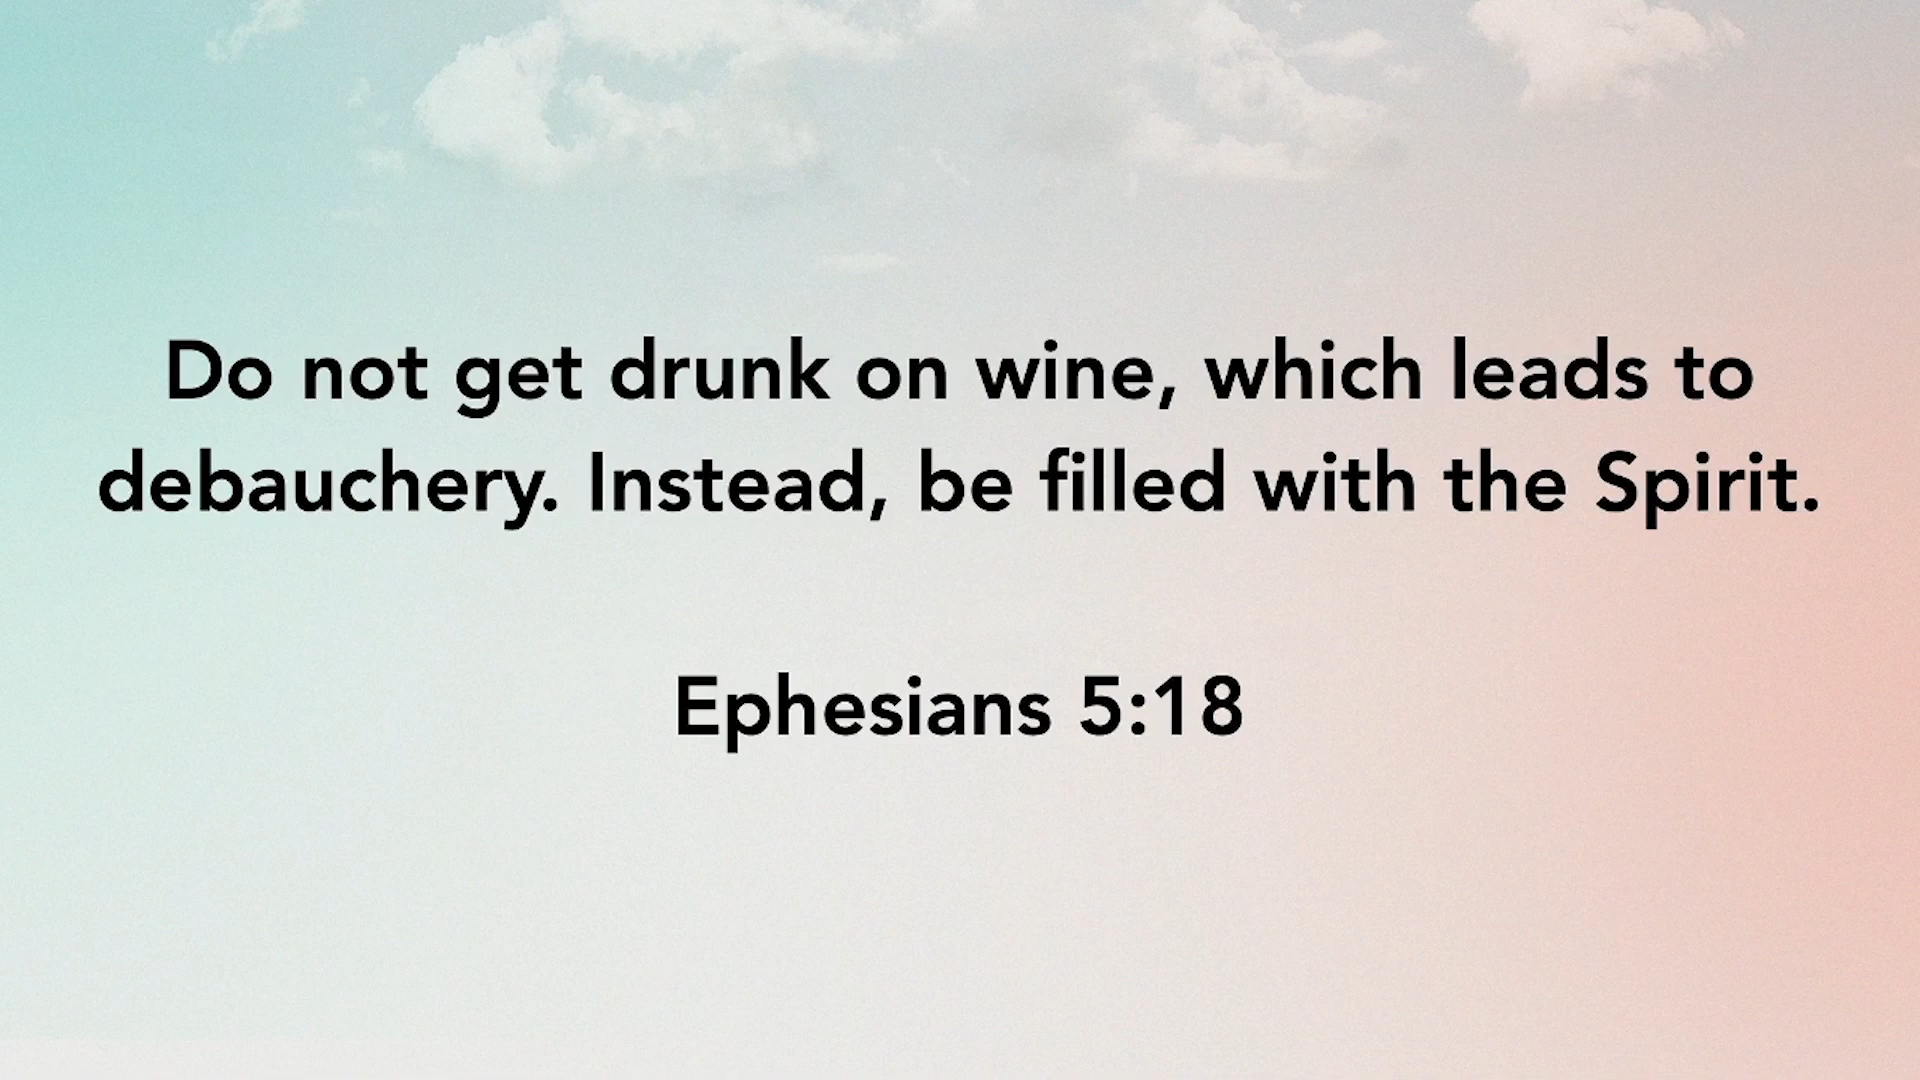 Do not get drunk on wine, which leads to
debauchery. Instead, be filled with the Spirit.
Ephesians 5:18